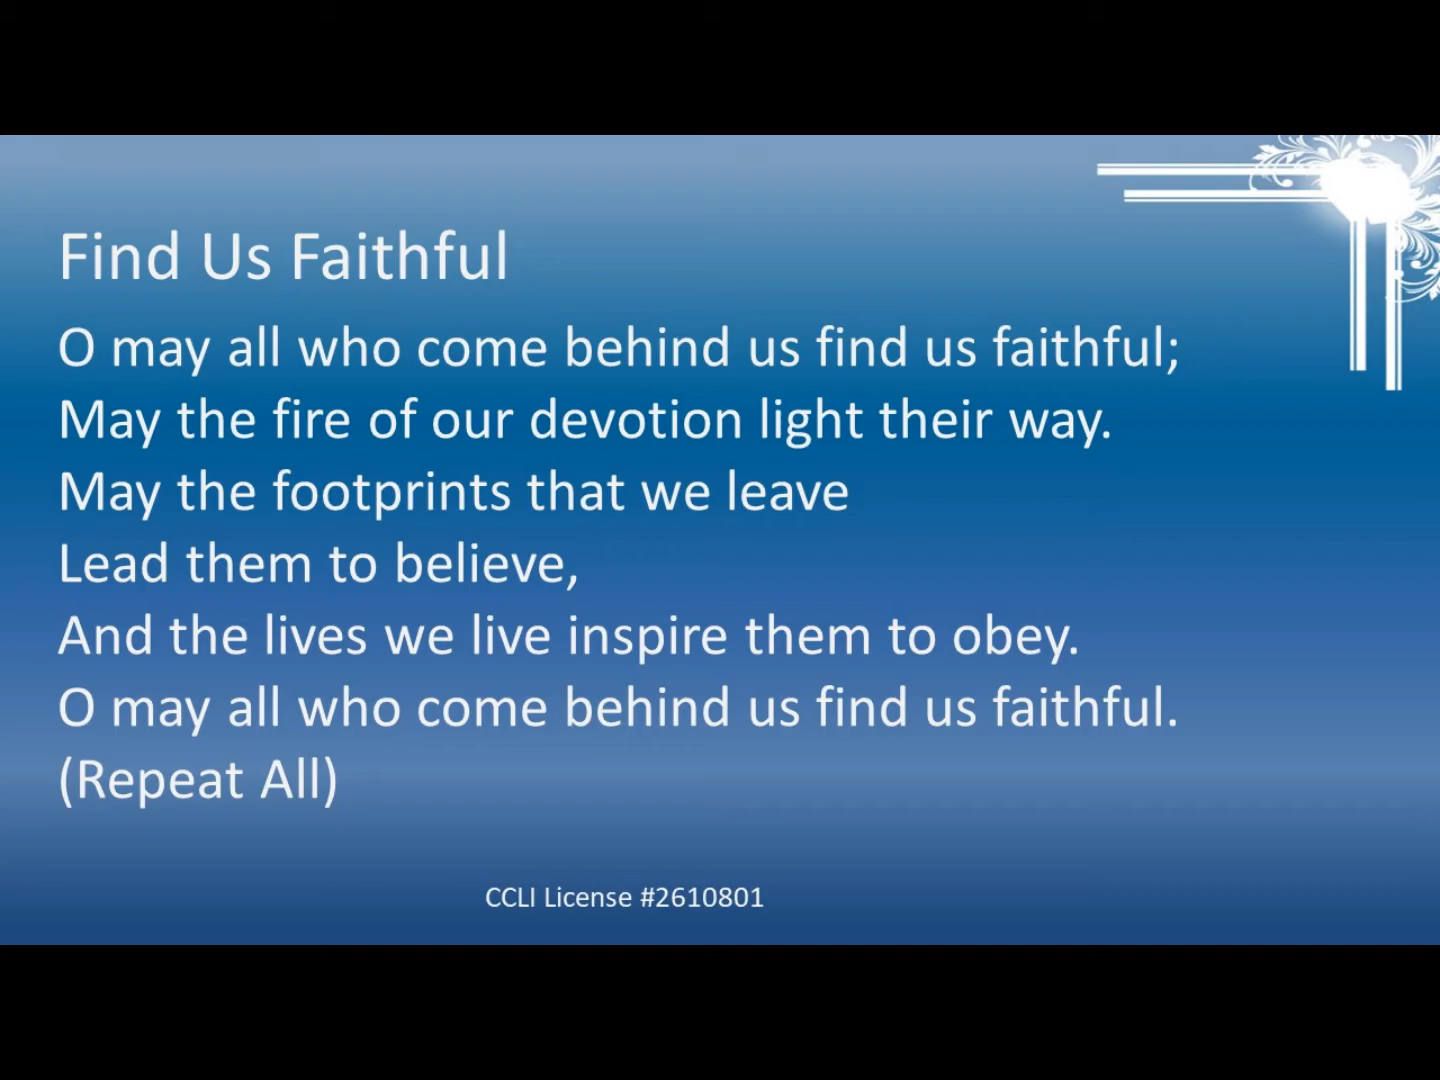 Find Us Faithful
O may all who come behind us find us faithful;
May the fire of our devotion light their way.
May the footprints that we leave
Lead them to believe,
And the lives we live inspire them to obey.
O may all who come behind us find us faithful.
(Repeat All)
CCLI License #2610801